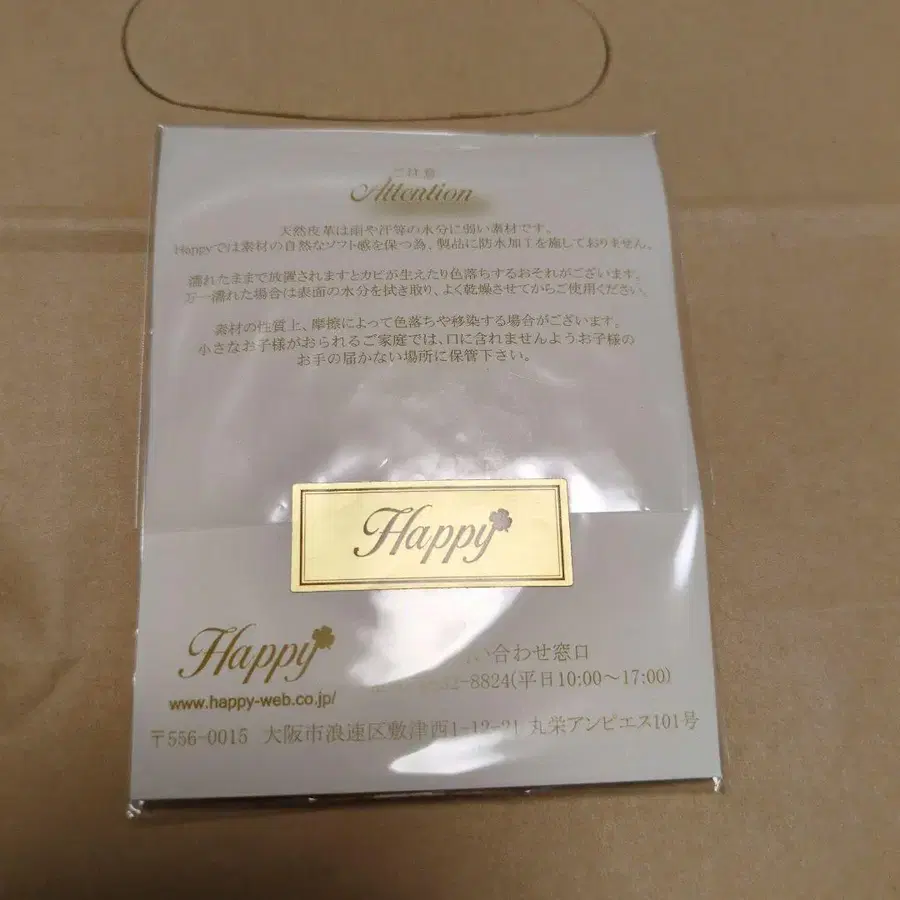 ご注意
Attention
天然皮革は雨や汗等の水分に弱い素材です。
Happyでは素材の自然なソフト感を保つ為、製品に防水加工を施しておりません。
濡れたままで放置されますとカビが生えたり色落ちするおそれがございます。
万一濡れた場合は表面の水分を拭き取り、よく乾燥させてからご使用ください。
素材の性質上、摩擦によって色落ちや移染する場合がございます。
小さなお子様がおられるご家庭では、口に含れませんようお子様の
お手の届かない場所に保管下さい。
Happy
Happy
www.happy-web.co.jp/
い合わせ窓口
32-8824(平日10:00～17:00)
〒556-0015 大阪市浪速区敷津西1-12-21 丸栄アンピエス101号